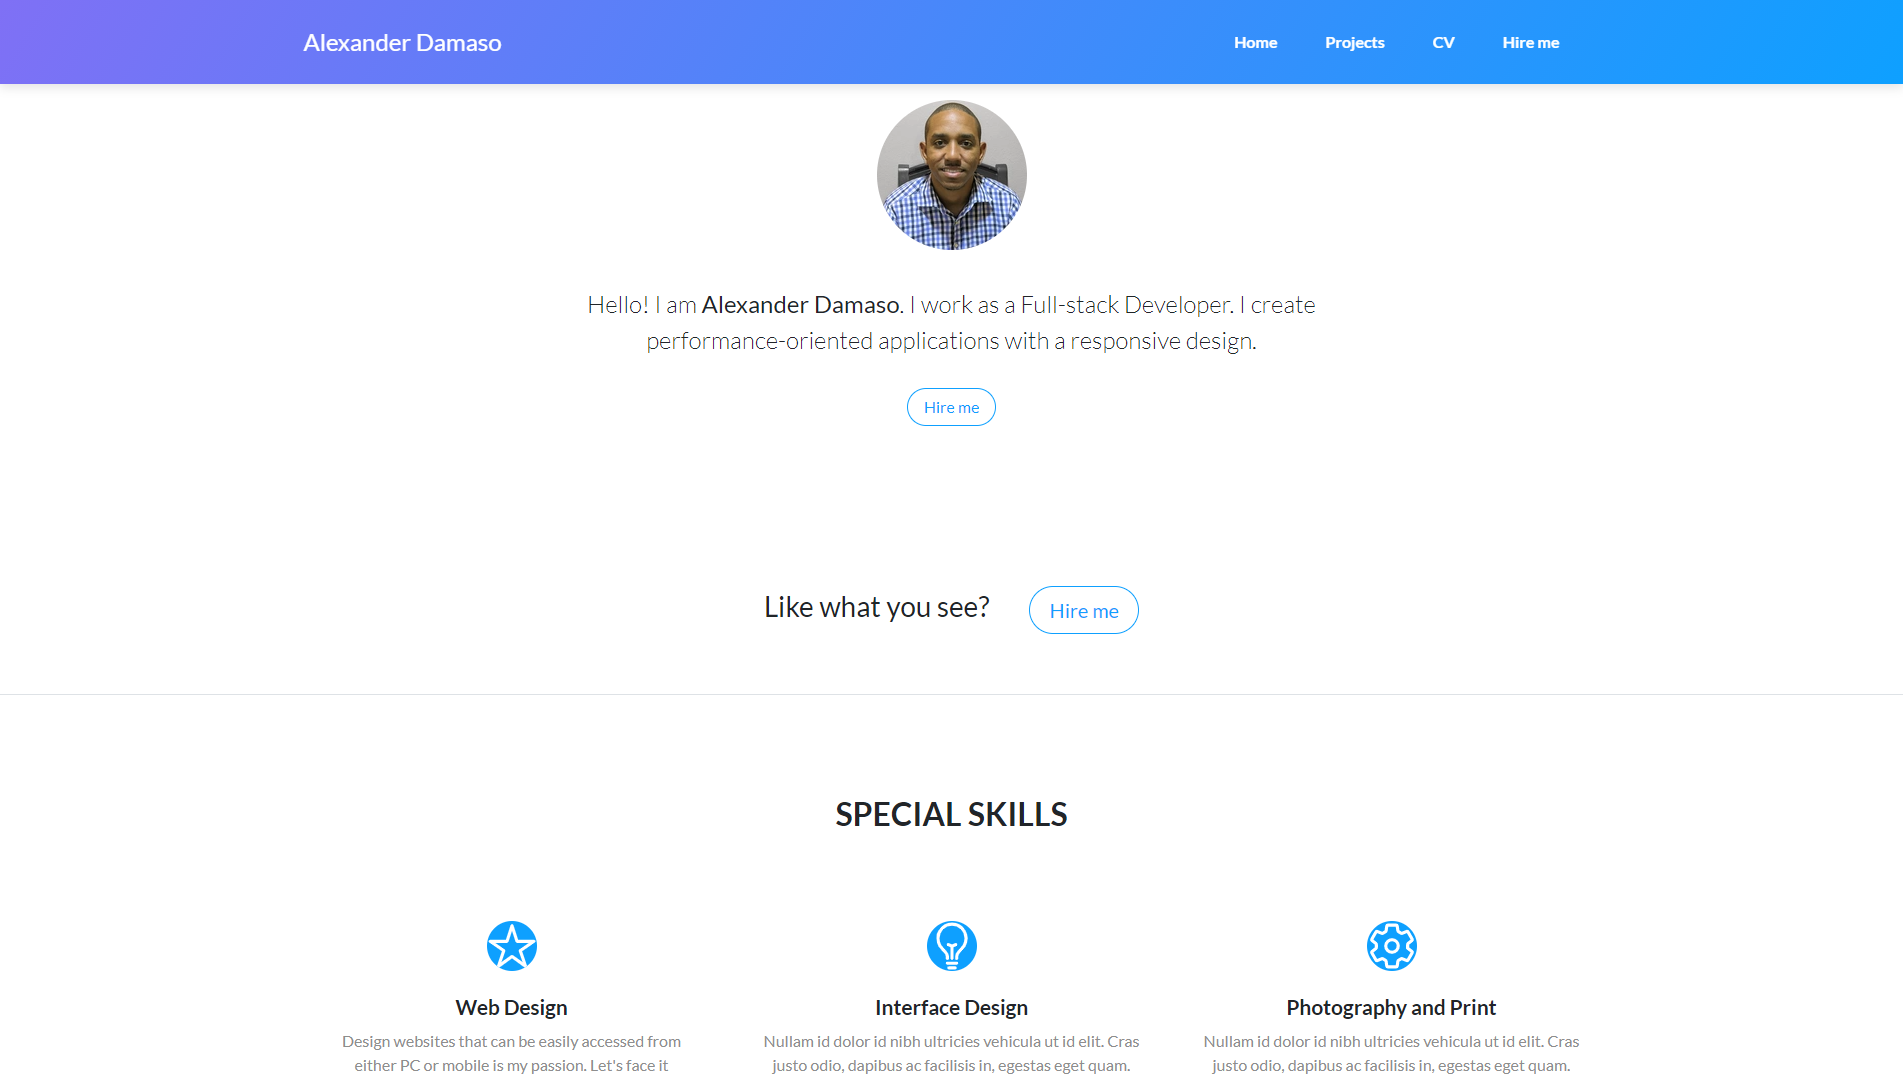 Alexander Damaso
Home Projects CV Hire me
Hello! I am Alexander Damaso. I work as a Full-stack Developer. I create
performance-oriented applications with a responsive design.
Hire me
Like what you see? Hire me
SPECIAL SKILLS
Web Design
Design websites that can be easily accessed from
either PC or mobile is my passion. Let's face it
Interface Design
Nullam id dolor id nibh ultricies vehicula ut id elit. Cras
justo odio, dapibus ac facilisis in, egestas eget quam.
Photography and Print
Nullam id dolor id nibh ultricies vehicula ut id elit. Cras
justo odio, dapibus ac facilisis in, egestas eget quam.